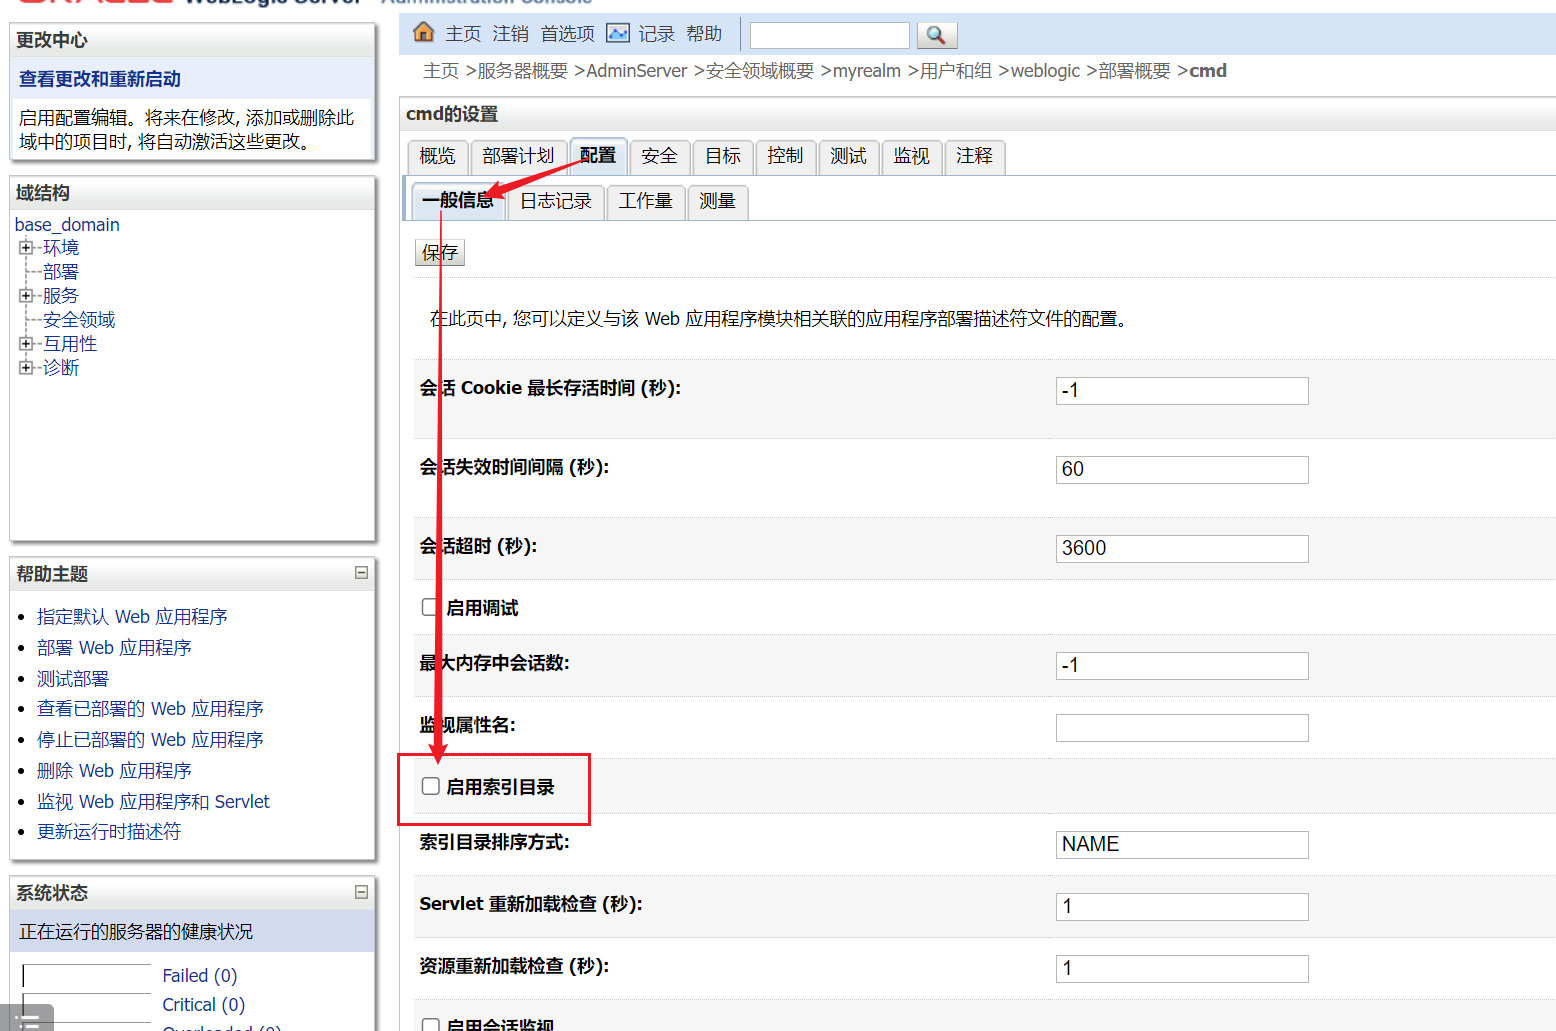 ORACLE WebLogic Server Administration Console
更改中心
查看更改和重新启动
启用配置编辑。将来在修改, 添加或删除此
域中的项目时, 将自动激活这些更改。
域结构
base_domain
环境
部署
服务
安全领域
互用性
诊断
帮助主题
指定默认 Web 应用程序
部署 Web 应用程序
测试部署
查看已部署的 Web 应用程序
停止已部署的 Web 应用程序
删除 Web 应用程序
监视 Web 应用程序和 Servlet
更新运行时描述符
系统状态
正在运行的服务器的健康状况
Failed (0)
Critical (0)
Overloaded (0)
主页 注销 首选项 记录 帮助
主页 >服务器概要 >AdminServer >安全领域概要 >myrealm >用户和组 >weblogic >部署概要 >cmd
cmd的设置
概览 部署计划 配置 安全 目标 控制 测试 监视 注释
一般信息 日志记录 工作量 测量
保存
在此页中, 您可以定义与该 Web 应用程序模块相关联的应用程序部署描述符文件的配置。
会话 Cookie 最长存活时间 (秒): -1
会话失效时间间隔 (秒): 60
会话超时 (秒): 3600
启用调试
最大内存中会话数: -1
监视属性名:
启用索引目录
索引目录排序方式: NAME
Servlet 重新加载检查 (秒): 1
资源重新加载检查 (秒): 1
启用会话监视